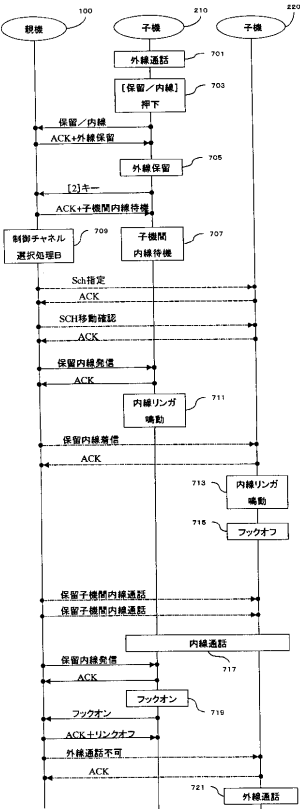 100
210
220
親機
子機
子機
外線通話
701
[保留/内線]
押下
703
保留/内線
ACK+外線保留
外線保留
705
[2]キー
ACK+子機間内線待機
制御チャネル
選択処理B
709
子機間
内線待機
707
Sch指定
ACK
SCH移動確認
ACK
保留内線発信
ACK
内線リンガ
鳴動
711
保留内線着信
ACK
713
内線リンガ
鳴動
715
フックオフ
保留子機間内線通話
保留子機間内線通話
内線通話
717
保留内線発信
ACK
フックオン
719
フックオン
ACK+リンクオフ
外線通話不可
ACK
721
外線通話